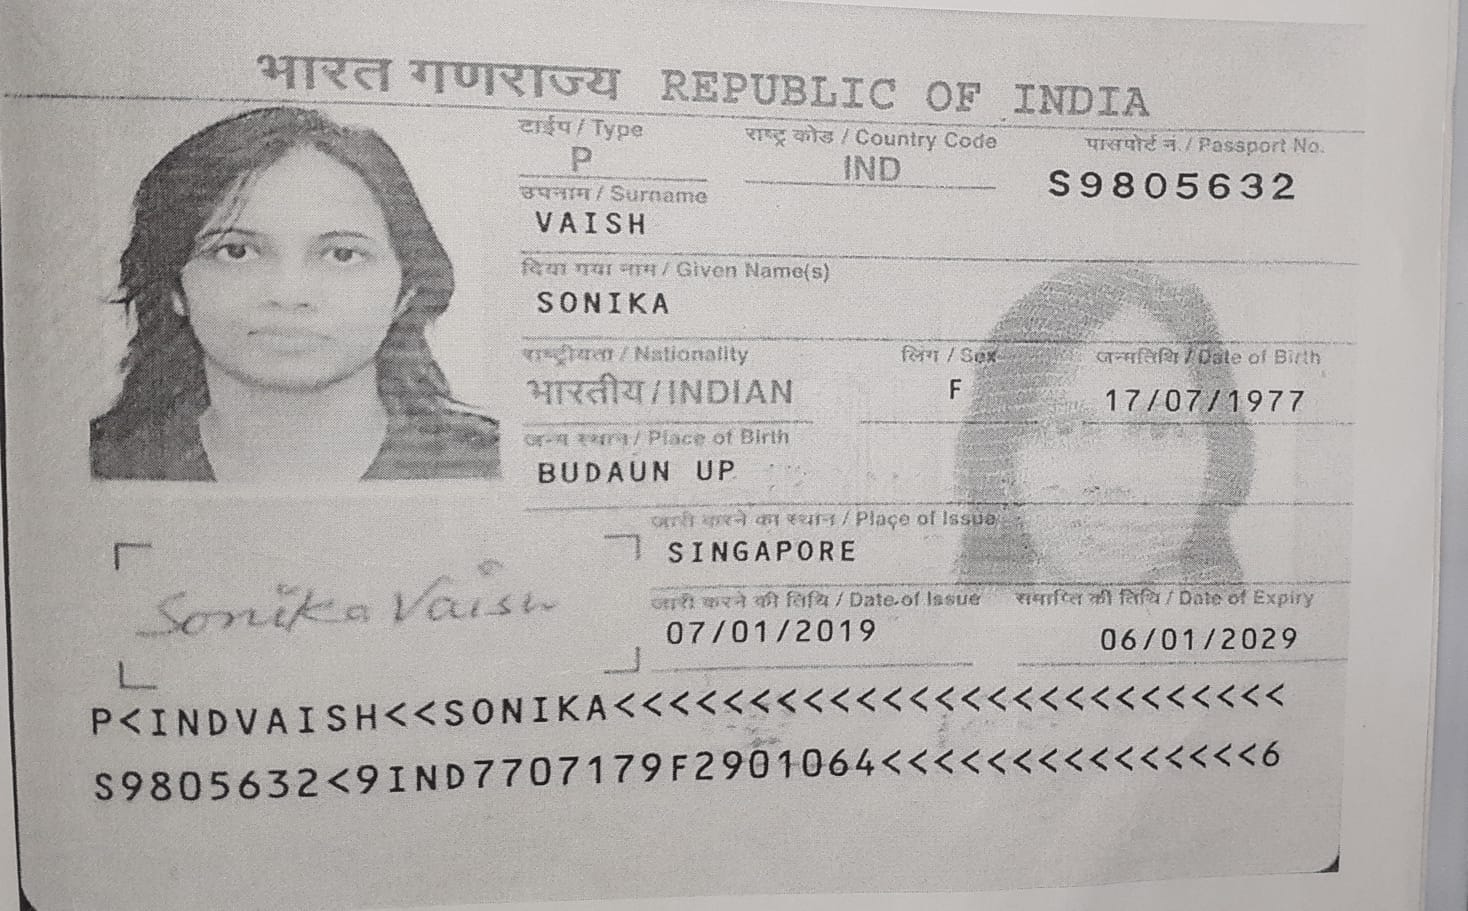 भारत गणराज्य REPUBLIC OF INDIA
टाईप / Type
P
राष्ट्र कोड / Country Code
IND
पासपोर्ट नं. / Passport No.
S9805632
उपनाम / Surname
VAISH
दिया गया नाम / Given Name(s)
SONIKA
राष्ट्रीयता / Nationality
भारतीय / INDIAN
लिंग / Sex
F
जन्मतिथि / Date of Birth
17/07/1977
जन्म स्थान / Place of Birth
BUDAUN UP
जारी करने का स्थान / Place of Issue
SINGAPORE
जारी करने की तिथि / Date of Issue
07/01/2019
समाप्ति की तिथि / Date of Expiry
06/01/2029
Sonika Vaish
P<INDVAISH<<SONIKA<<<<<<<<<<<<<<<<<<<<<<<<<<
S9805632<9IND7707179F2901064<<<<<<<<<<<<<<<6